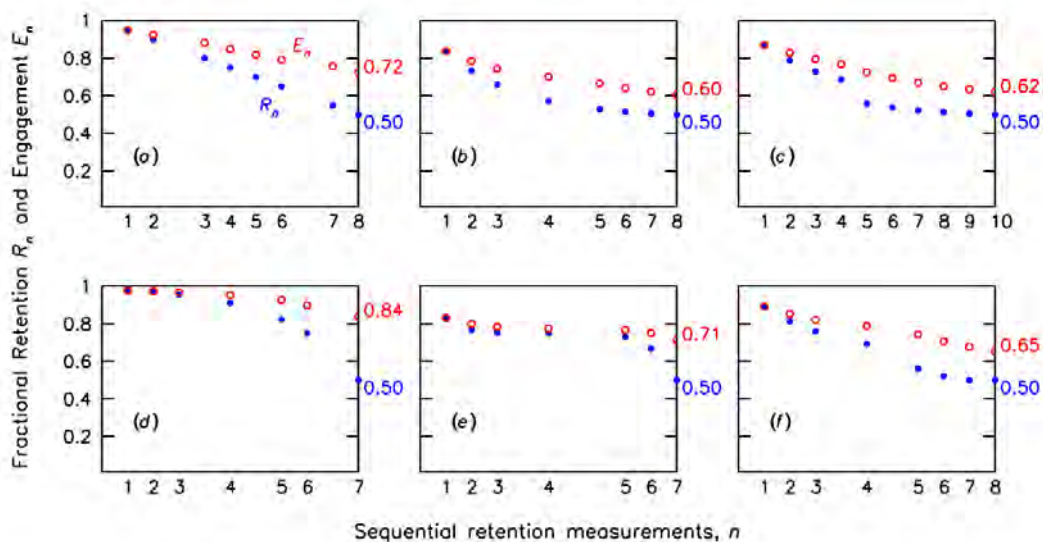 Fractional Retention Rn and Engagement En
1
0.8
0.6
0.4
0.2
En
Rn
0.72
0.50
(a)
1 2 3 4 5 6 7 8
0.60
0.50
(b)
1 2 3 4 5 6 7 8
0.62
0.50
(c)
1 2 3 4 5 6 7 8 9 10
1
0.8
0.6
0.4
0.2
0.84
0.50
(d)
1 2 3 4 5 6 7
0.71
0.50
(e)
1 2 3 4 5 6 7
0.65
0.50
(f)
1 2 3 4 5 6 7 8
Sequential retention measurements, n